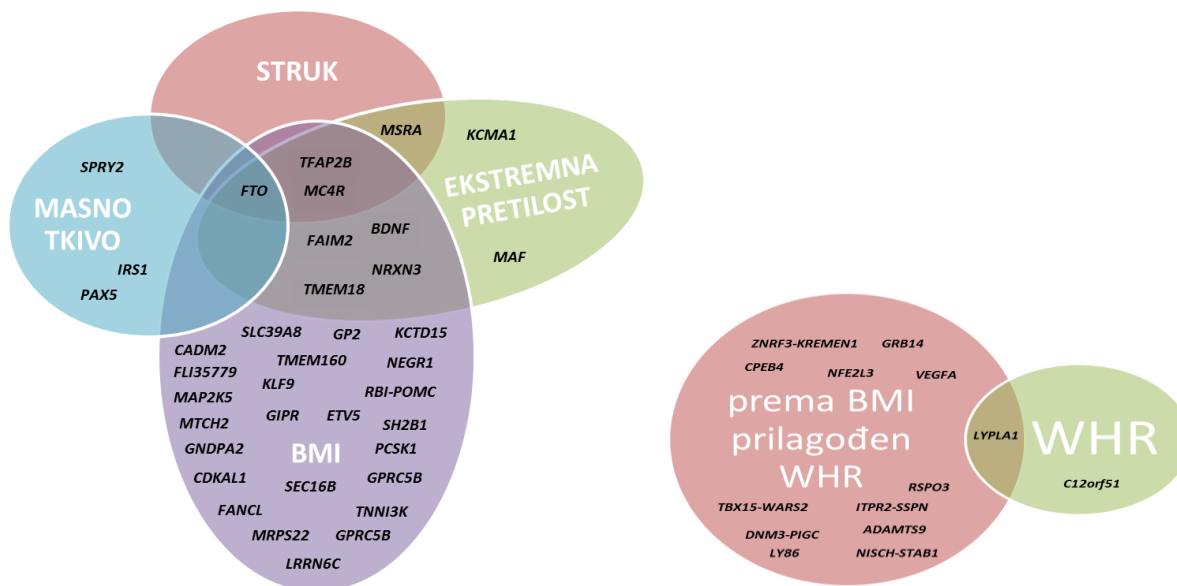 STRUK
MSRA
KCMA1
SPRY2
TFAP2B
FTO
MC4R
EKSTREMNA
PRETILOST
MASNO
TKIVO
BDNF
FAIM2
MAF
IRS1
NRXN3
PAX5
TMEM18
SLC39A8
GP2
KCTD15
CADM2
TMEM160
NEGR1
FLI35779
KLF9
RBI-POMC
MAP2K5
GIPR
ETV5
MTCH2
SH2B1
GNDPA2
BMI
PCSK1
CDKAL1
SEC16B
GPRC5B
FANCL
TNNI3K
MRPS22
GPRC5B
LRRN6C
ZNRF3-KREMEN1
GRB14
CPEB4
NFE2L3
VEGFA
prema BMI
prilagođen
WHR
LYPLA1
WHR
C12orf51
RSPO3
TBX15-WARS2
ITPR2-SSPN
DNM3-PIGC
ADAMTS9
LY86
NISCH-STAB1